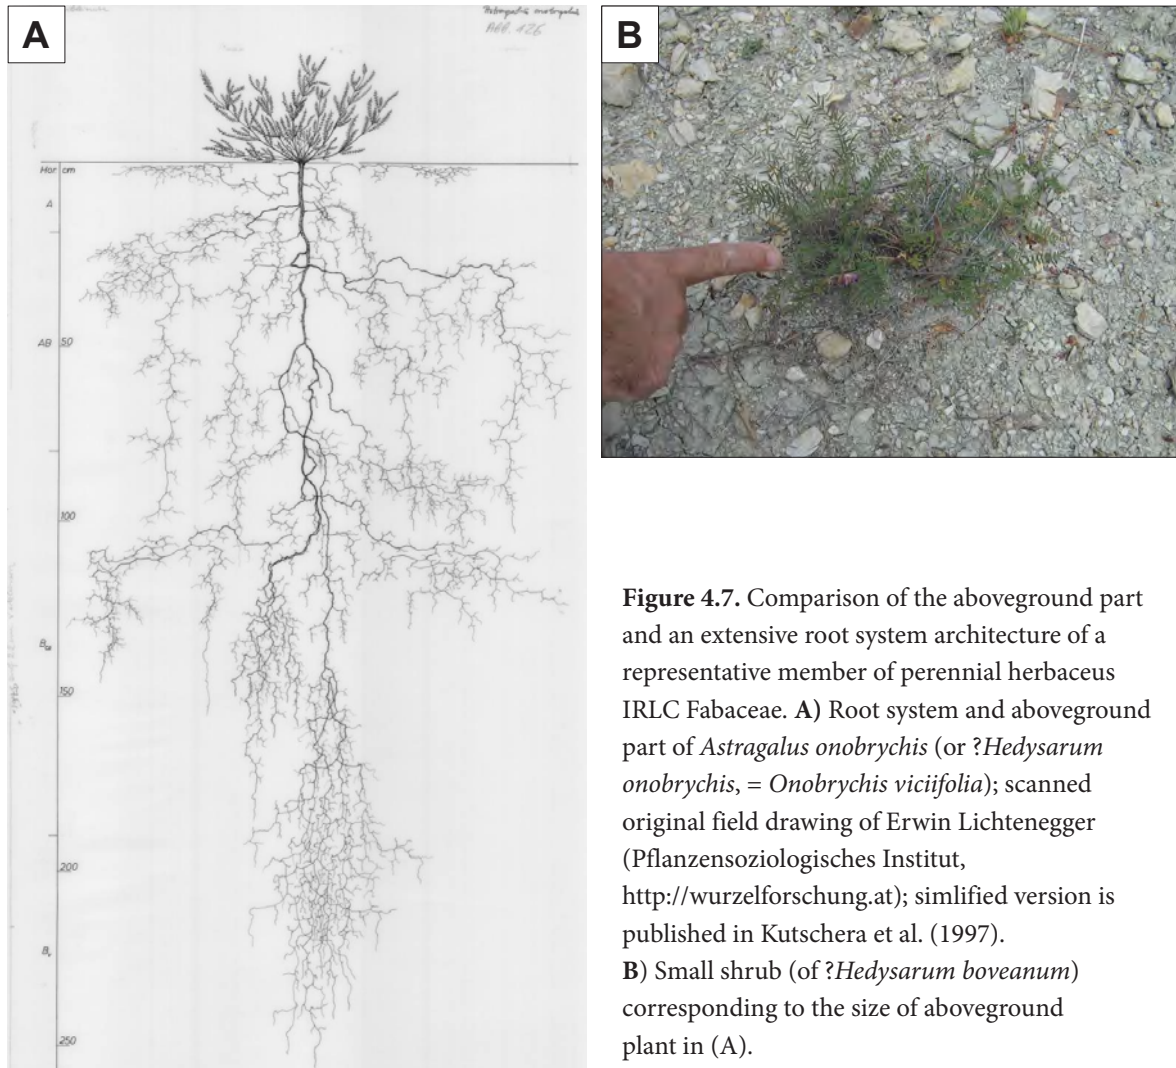 A
ABB. 126
Hor cm
A
AB 50
100
150
200
250
B
Figure 4.7. Comparison of the aboveground part
and an extensive root system architecture of a
representative member of perennial herbaceus
IRLC Fabaceae. A) Root system and aboveground
part of Astragalus onobrychis (or ?Hedysarum
onobrychis, = Onobrychis viciifolia); scanned
original field drawing of Erwin Lichtenegger
(Pflanzensoziologisches Institut,
http://wurzelforschung.at); simlified version is
published in Kutschera et al. (1997).
B) Small shrub (of ?Hedysarum boveanum)
corresponding to the size of aboveground
plant in (A).